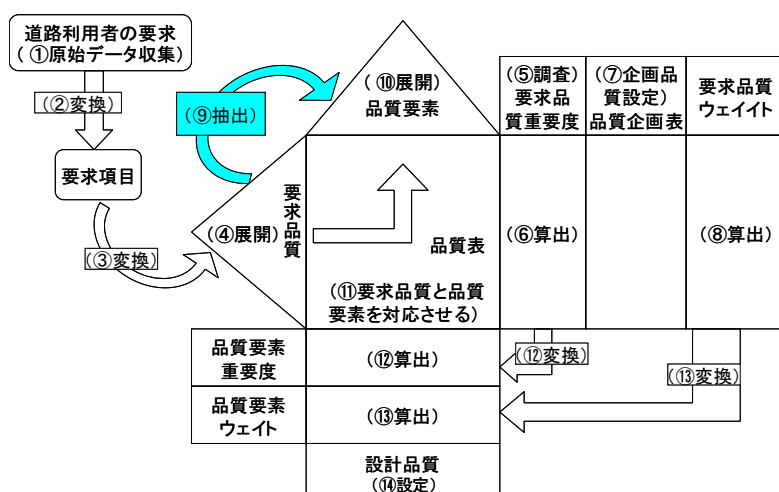 道路利用者の要求
(①原始データ収集)
(②変換)
要求項目
(③変換)
(④展開)
要求品質
(⑨抽出)
(⑩展開)
品質要素
(⑤調査)
要求品
質重要度
(⑦企画品
質設定)
品質企画表
要求品質
ウェイイト
品質表
(⑪要求品質と品質
要素を対応させる)
(⑥算出)
(⑧算出)
品質要素
重要度
(⑫算出)
(⑫変換)
(⑬変換)
品質要素
ウェイト
(⑬算出)
設計品質
(⑭設定)